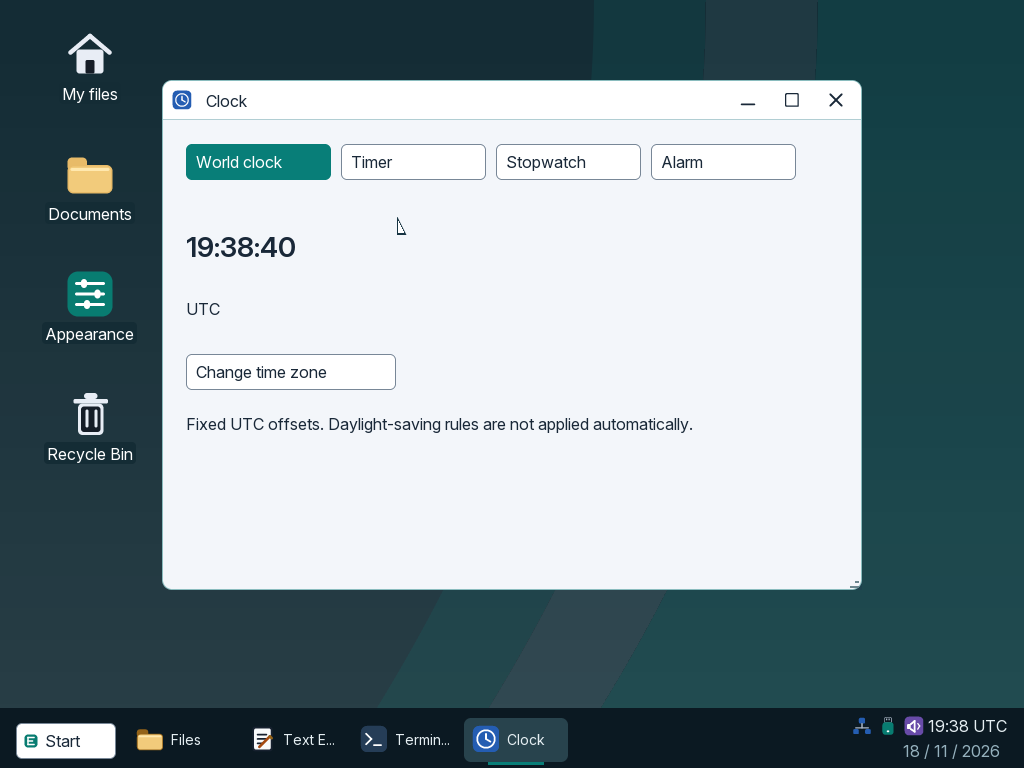 My files
Documents
Appearance
Recycle Bin
Clock
World clock
Timer
Stopwatch
Alarm
19:38:40
UTC
Change time zone
Fixed UTC offsets. Daylight-saving rules are not applied automatically.
Start
Files
Text E...
Termin...
Clock
19:38 UTC
18 / 11 / 2026